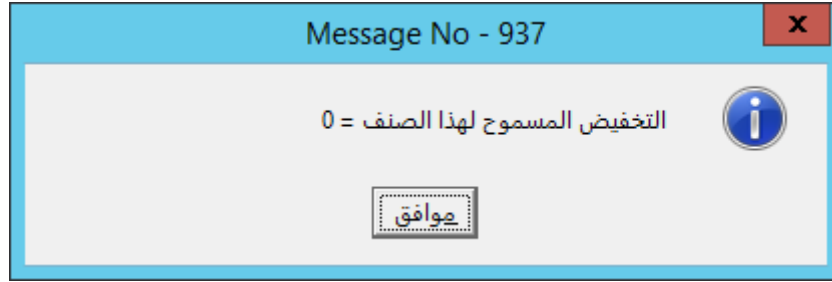 Message No - 937
x
التخفيض المسموح لهذا الصنف = 0
موافق